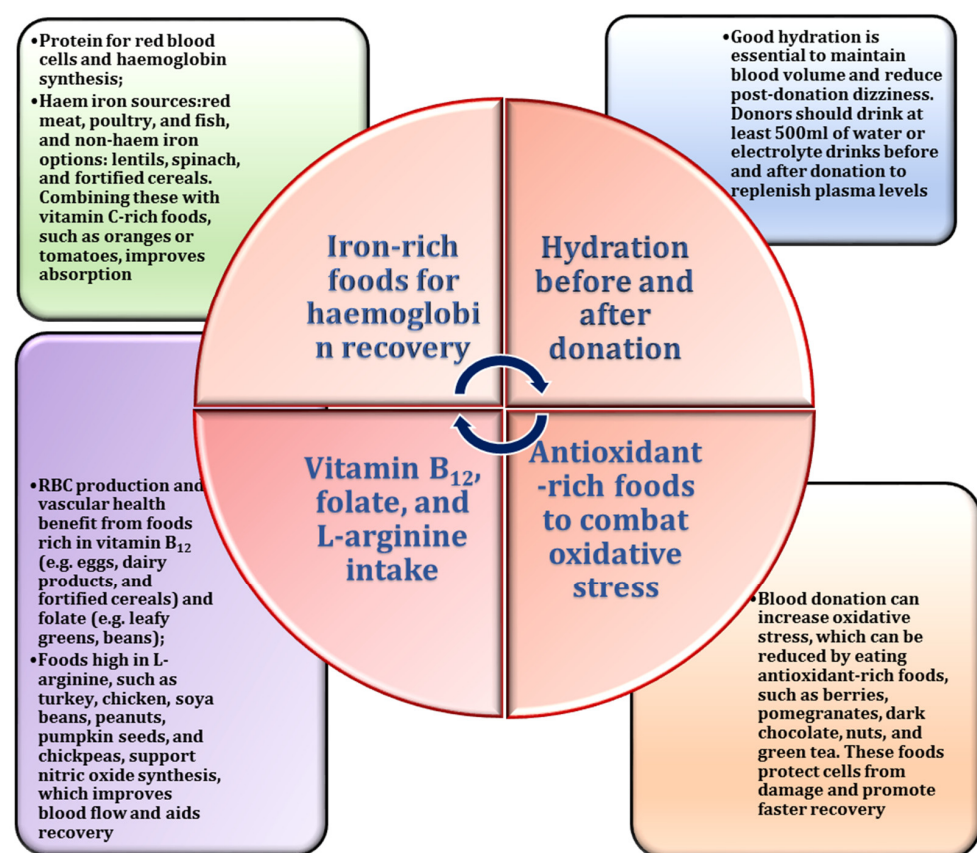 •Protein for red blood
cells and haemoglobin
synthesis;
•Haem iron sources:red
meat, poultry, and fish,
and non-haem iron
options: lentils, spinach,
and fortified cereals.
Combining these with
vitamin C-rich foods,
such as oranges or
tomatoes, improves
absorption
•Good hydration is
essential to maintain
blood volume and reduce
post-donation dizziness.
Donors should drink at
least 500ml of water or
electrolyte drinks before
and after donation to
replenish plasma levels
Iron-rich
foods for
haemoglobi
n recovery
Hydration
before and
after
donation
Vitamin B₁₂,
folate, and
L-arginine
intake
Antioxidant
-rich foods
to combat
oxidative
stress
•RBC production and
vascular health
benefit from foods
rich in vitamin B₁₂
(e.g. eggs, dairy
products, and
fortified cereals) and
folate (e.g. leafy
greens, beans);
•Foods high in L-
arginine, such as
turkey, chicken, soya
beans, peanuts,
pumpkin seeds, and
chickpeas, support
nitric oxide synthesis,
which improves
blood flow and aids
recovery
•Blood donation can
increase oxidative
stress, which can be
reduced by eating
antioxidant-rich foods,
such as berries,
pomegranates, dark
chocolate, nuts, and
green tea. These foods
protect cells from
damage and promote
faster recovery